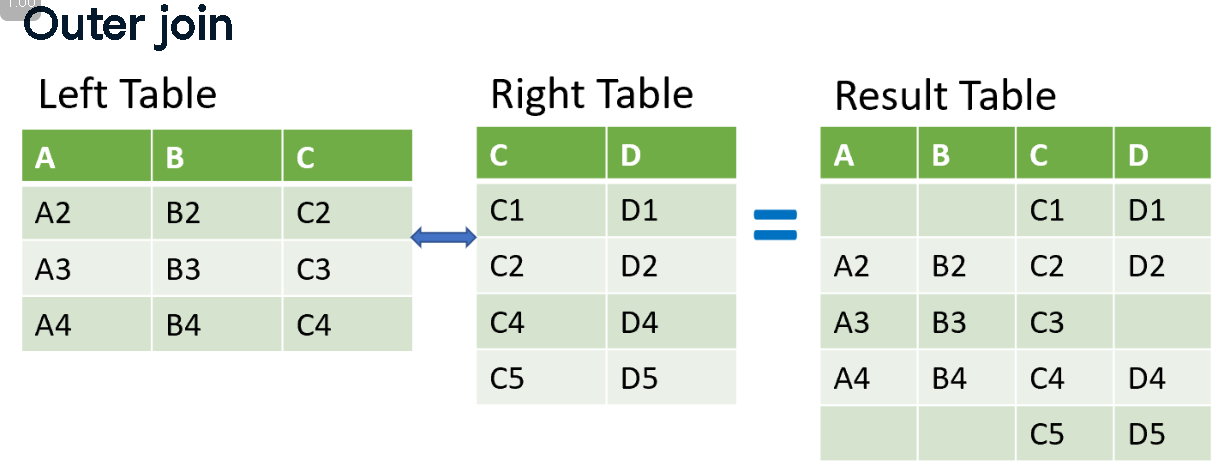 1:00
Outer join
Left Table
Right Table
Result Table
A B C
A2 B2 C2
A3 B3 C3
A4 B4 C4
C D
C1 D1
C2 D2
C4 D4
C5 D5
=
A B C D
C1 D1
A2 B2 C2 D2
A3 B3 C3
A4 B4 C4 D4
C5 D5